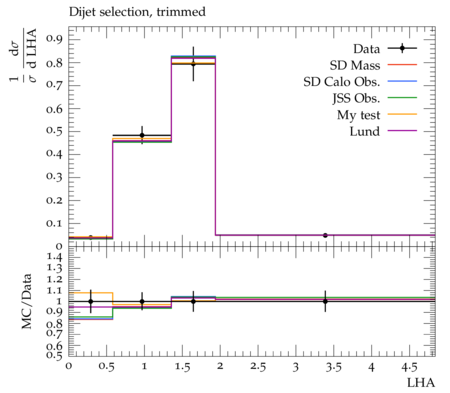 Dijet selection, trimmed
1 dσ
σ d LHA
Data
SD Mass
SD Calo Obs.
JSS Obs.
My test
Lund
0.9
0.8
0.7
0.6
0.5
0.4
0.3
0.2
0.1
0
MC/Data
1.4
1.3
1.2
1.1
1
0.9
0.8
0.7
0.6
0.5
0 0.5 1 1.5 2 2.5 3 3.5 4 4.5
LHA